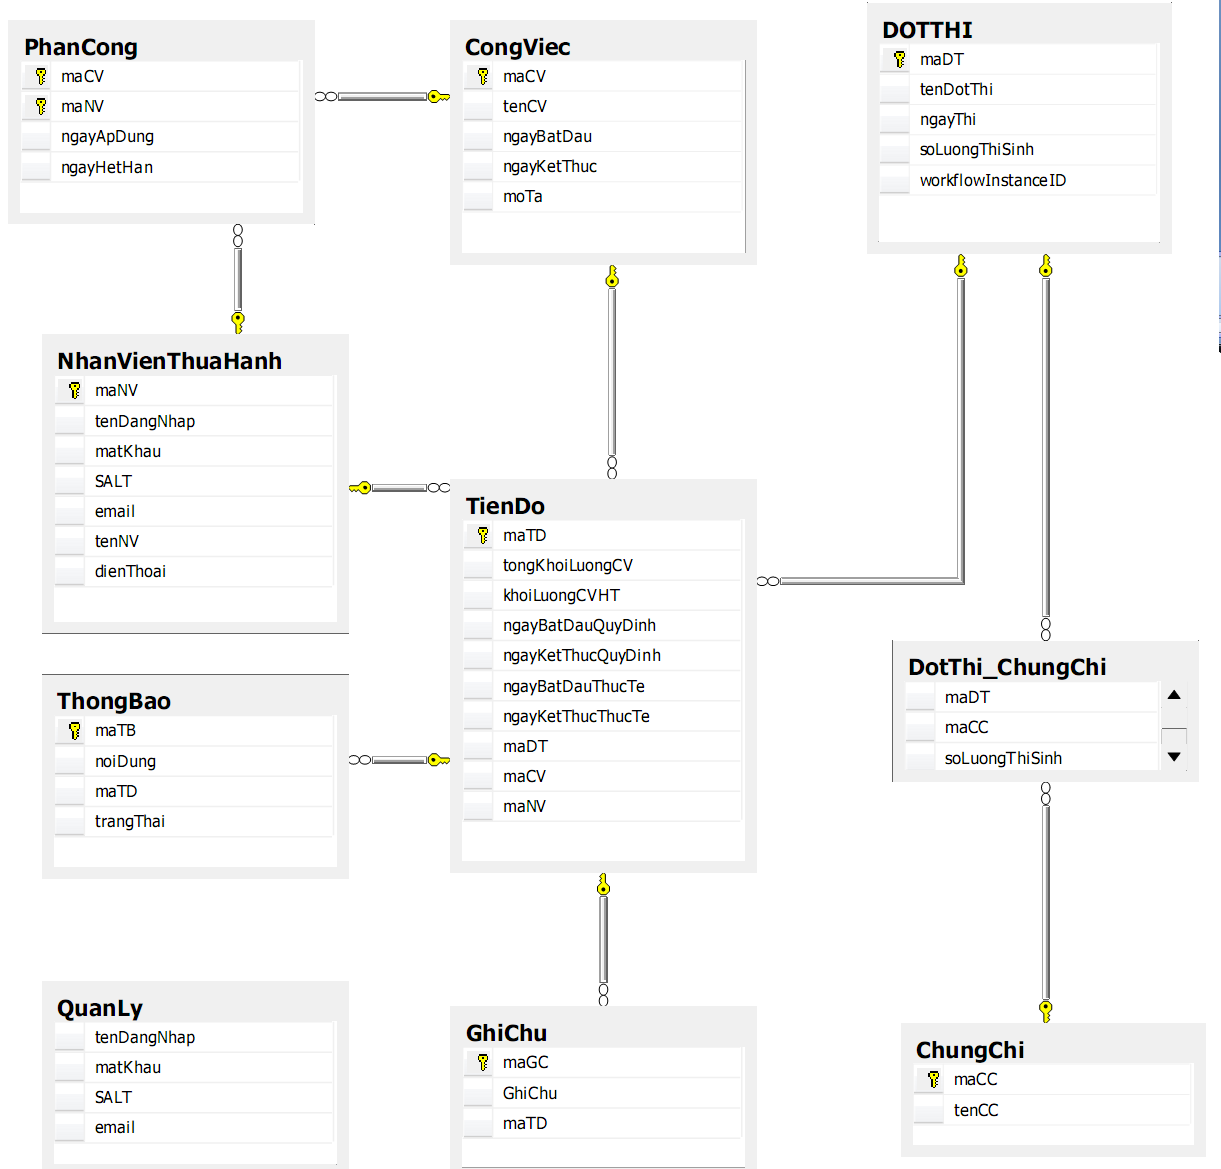 PhanCong
maCV
maNV
ngayApDung
ngayHetHan
CongViec
maCV
tenCV
ngayBatDau
ngayKetThuc
moTa
DOTTHI
maDT
tenDotThi
ngayThi
soLuongThiSinh
workflowInstanceID
NhanVienThuaHanh
maNV
tenDangNhap
matKhau
SALT
email
tenNV
dienThoai
TienDo
maTD
tongKhoiLuongCV
khoiLuongCVHT
ngayBatDauQuyDinh
ngayKetThucQuyDinh
ngayBatDauThucTe
ngayKetThucThucTe
maDT
maCV
maNV
DotThi_ChungChi
maDT
maCC
soLuongThiSinh
ThongBao
maTB
noiDung
maTD
trangThai
QuanLy
tenDangNhap
matKhau
SALT
email
GhiChu
maGC
GhiChu
maTD
ChungChi
maCC
tenCC